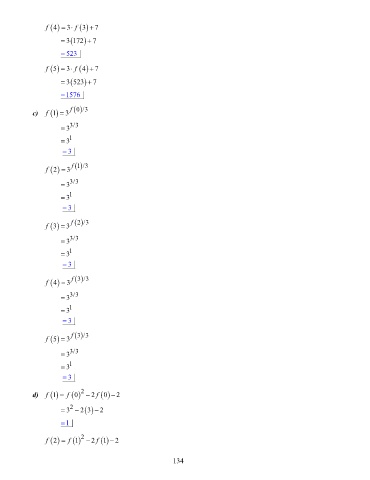 f(4) = 3· f(3) + 7
= 3(172) + 7
= 523 |
f(5) = 3· f(4) + 7
= 3(523) + 7
= 1576 |
c) f(1) = 3^f(0)/3
= 3^3/3
= 3^1
= 3 |
f(2) = 3^f(1)/3
= 3^3/3
= 3^1
= 3 |
f(3) = 3^f(2)/3
= 3^3/3
= 3^1
= 3 |
f(4) = 3^f(3)/3
= 3^3/3
= 3^1
= 3 |
f(5) = 3^f(3)/3
= 3^3/3
= 3^1
= 3 |
d) f(1) = f(0)^2 − 2f(0) − 2
= 3^2 − 2(3) − 2
= 1 |
f(2) = f(1)^2 − 2f(1) − 2
134